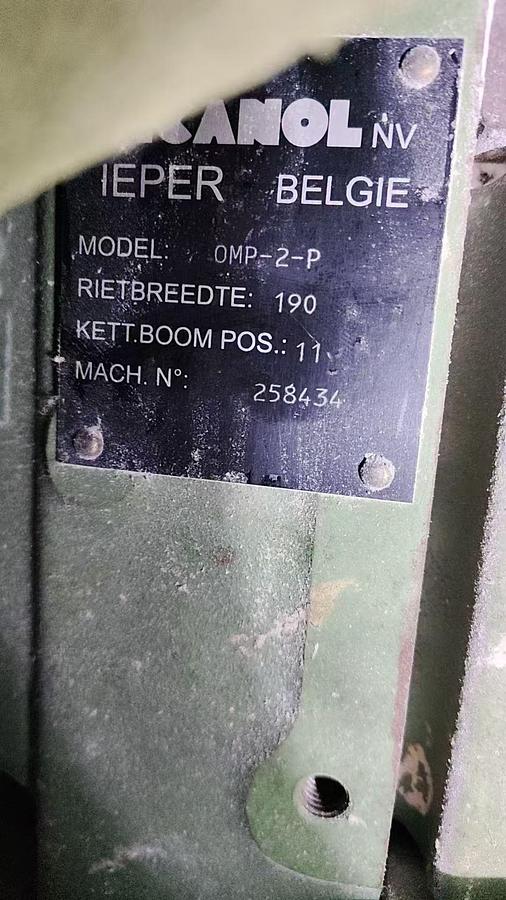 ICANOL NV
IEPER BELGIE
MODEL: OMP-2-P
RIETBREEDTE: 190
KETT.BOOM POS.: 11
MACH. N°: 258434